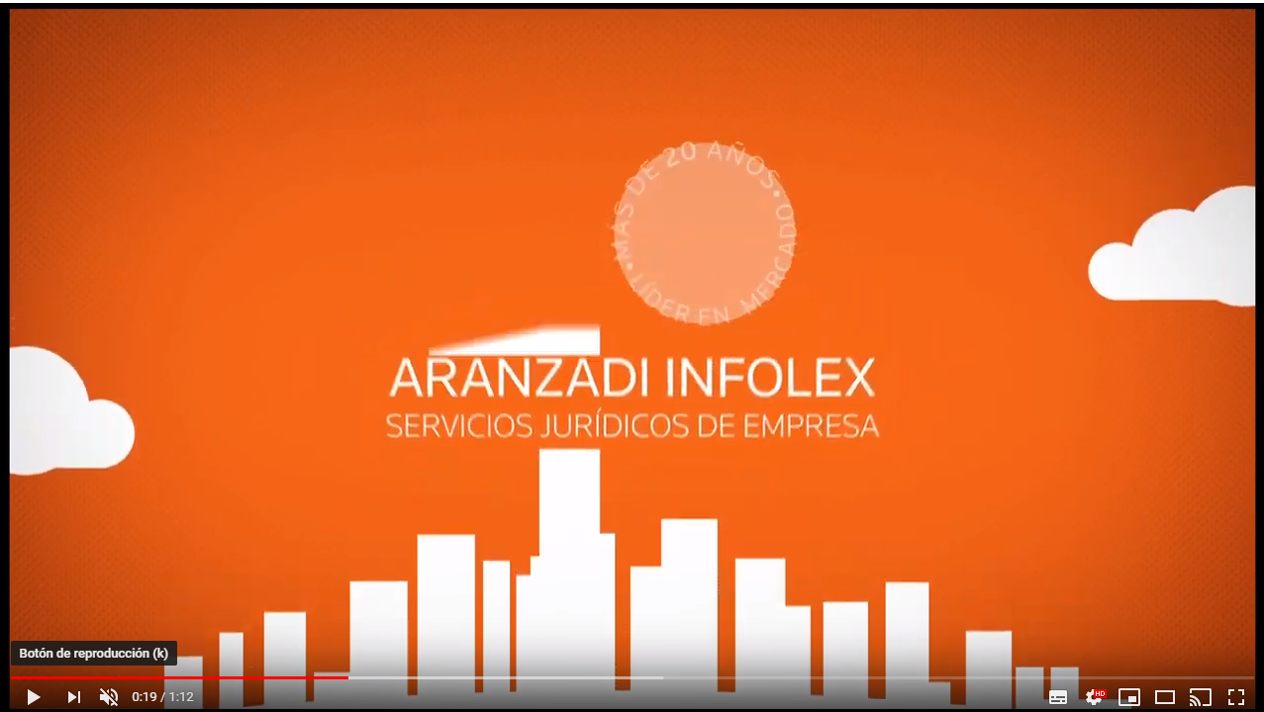 •MÁS DE 20 AÑOS•
LÍDER EN MERCADO
ARANZADI INFOLEX
SERVICIOS JURÍDICOS DE EMPRESA
Botón de reproducción (k)
0:19 / 1:12
HD